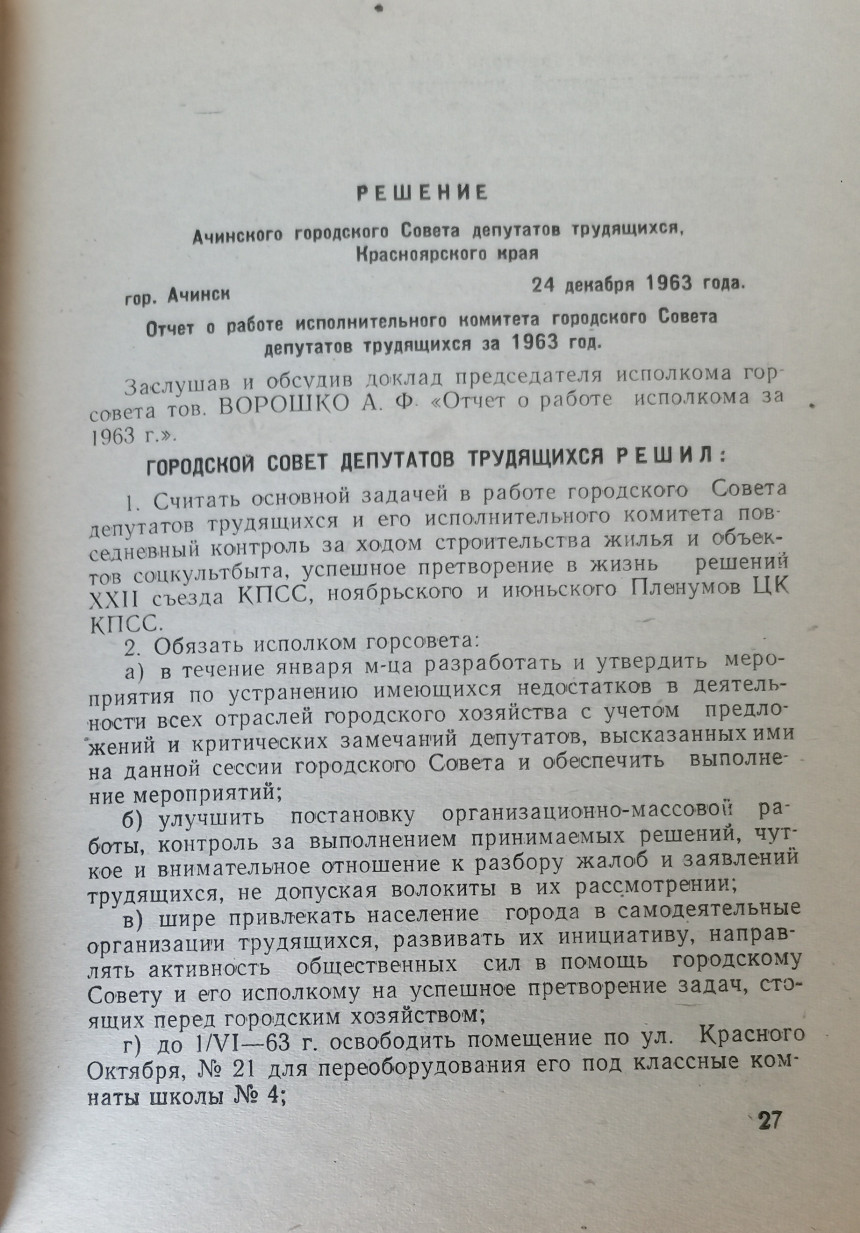 РЕШЕНИЕ
Ачинского городского Совета депутатов трудящихся,
Красноярского края
гор. Ачинск 24 декабря 1963 года.
Отчет о работе исполнительного комитета городского Совета
депутатов трудящихся за 1963 год.
Заслушав и обсудив доклад председателя исполкома гор-
совета тов. ВОРОШКО А. Ф. «Отчет о работе исполкома за
1963 г.».
ГОРОДСКОЙ СОВЕТ ДЕПУТАТОВ ТРУДЯЩИХСЯ РЕШИЛ:
1. Считать основной задачей в работе городского Совета
депутатов трудящихся и его исполнительного комитета пов-
седневный контроль за ходом строительства жилья и объек-
тов соцкультбыта, успешное претворение в жизнь решений
XXII съезда КПСС, ноябрьского и июньского Пленумов ЦК
КПСС.
2. Обязать исполком горсовета:
а) в течение января м-ца разработать и утвердить меро-
приятия по устранению имеющихся недостатков в деятель-
ности всех отраслей городского хозяйства с учетом предло-
жений и критических замечаний депутатов, высказанных ими
на данной сессии городского Совета и обеспечить выполне-
ние мероприятий;
б) улучшить постановку организационно-массовой ра-
боты, контроль за выполнением принимаемых решений, чут-
кое и внимательное отношение к разбору жалоб и заявлений
трудящихся, не допуская волокиты в их рассмотрении;
в) шире привлекать население города в самодеятельные
организации трудящихся, развивать их инициативу, направ-
лять активность общественных сил в помощь городскому
Совету и его исполкому на успешное претворение задач, сто-
ящих перед городским хозяйством;
г) до 1/VI—63 г. освободить помещение по ул. Красного
Октября, № 21 для переоборудования его под классные ком-
наты школы № 4;
27